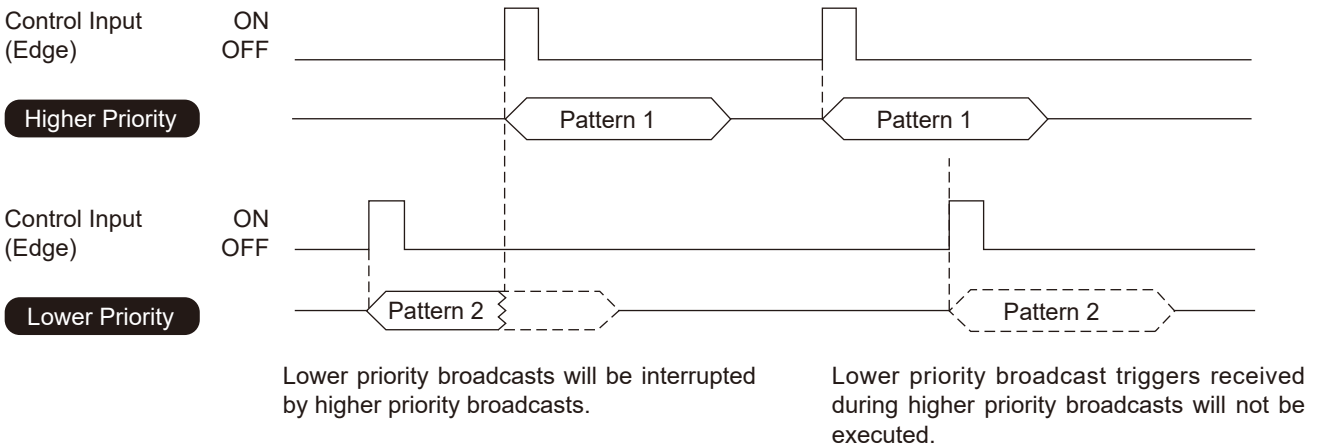 Control Input ON
(Edge) OFF
Higher Priority
Pattern 1 Pattern 1
Control Input ON
(Edge) OFF
Lower Priority
Pattern 2 Pattern 2
Lower priority broadcasts will be interrupted
by higher priority broadcasts.
Lower priority broadcast triggers received
during higher priority broadcasts will not be
executed.